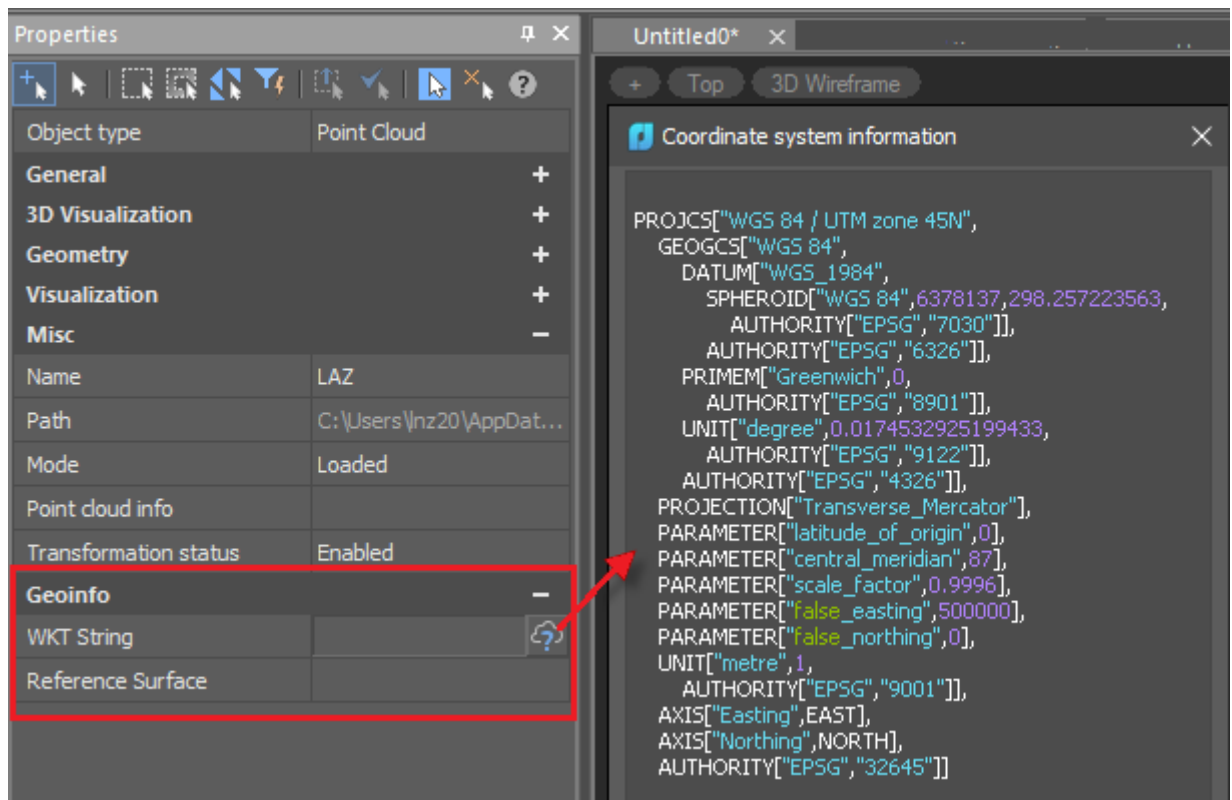 Properties
Object type Point Cloud
General
3D Visualization
Geometry
Visualization
Misc
Name LAZ
Path C:\Users\lnz20\AppDat...
Mode Loaded
Point cloud info
Transformation status Enabled
Geoinfo
WKT String
Reference Surface
Untitled0*
+ Top 3D Wireframe
Coordinate system information
PROJCS["WGS 84 / UTM zone 45N",
GEOGCS["WGS 84",
DATUM["WGS_1984",
SPHEROID["WGS 84",6378137,298.257223563,
AUTHORITY["EPSG","7030"]],
AUTHORITY["EPSG","6326"]],
PRIMEM["Greenwich",0,
AUTHORITY["EPSG","8901"]],
UNIT["degree",0.0174532925199433,
AUTHORITY["EPSG","9122"]],
AUTHORITY["EPSG","4326"]],
PROJECTION["Transverse_Mercator"],
PARAMETER["latitude_of_origin",0],
PARAMETER["central_meridian",87],
PARAMETER["scale_factor",0.9996],
PARAMETER["false_easting",500000],
PARAMETER["false_northing",0],
UNIT["metre",1,
AUTHORITY["EPSG","9001"]],
AXIS["Easting",EAST],
AXIS["Northing",NORTH],
AUTHORITY["EPSG","32645"]]